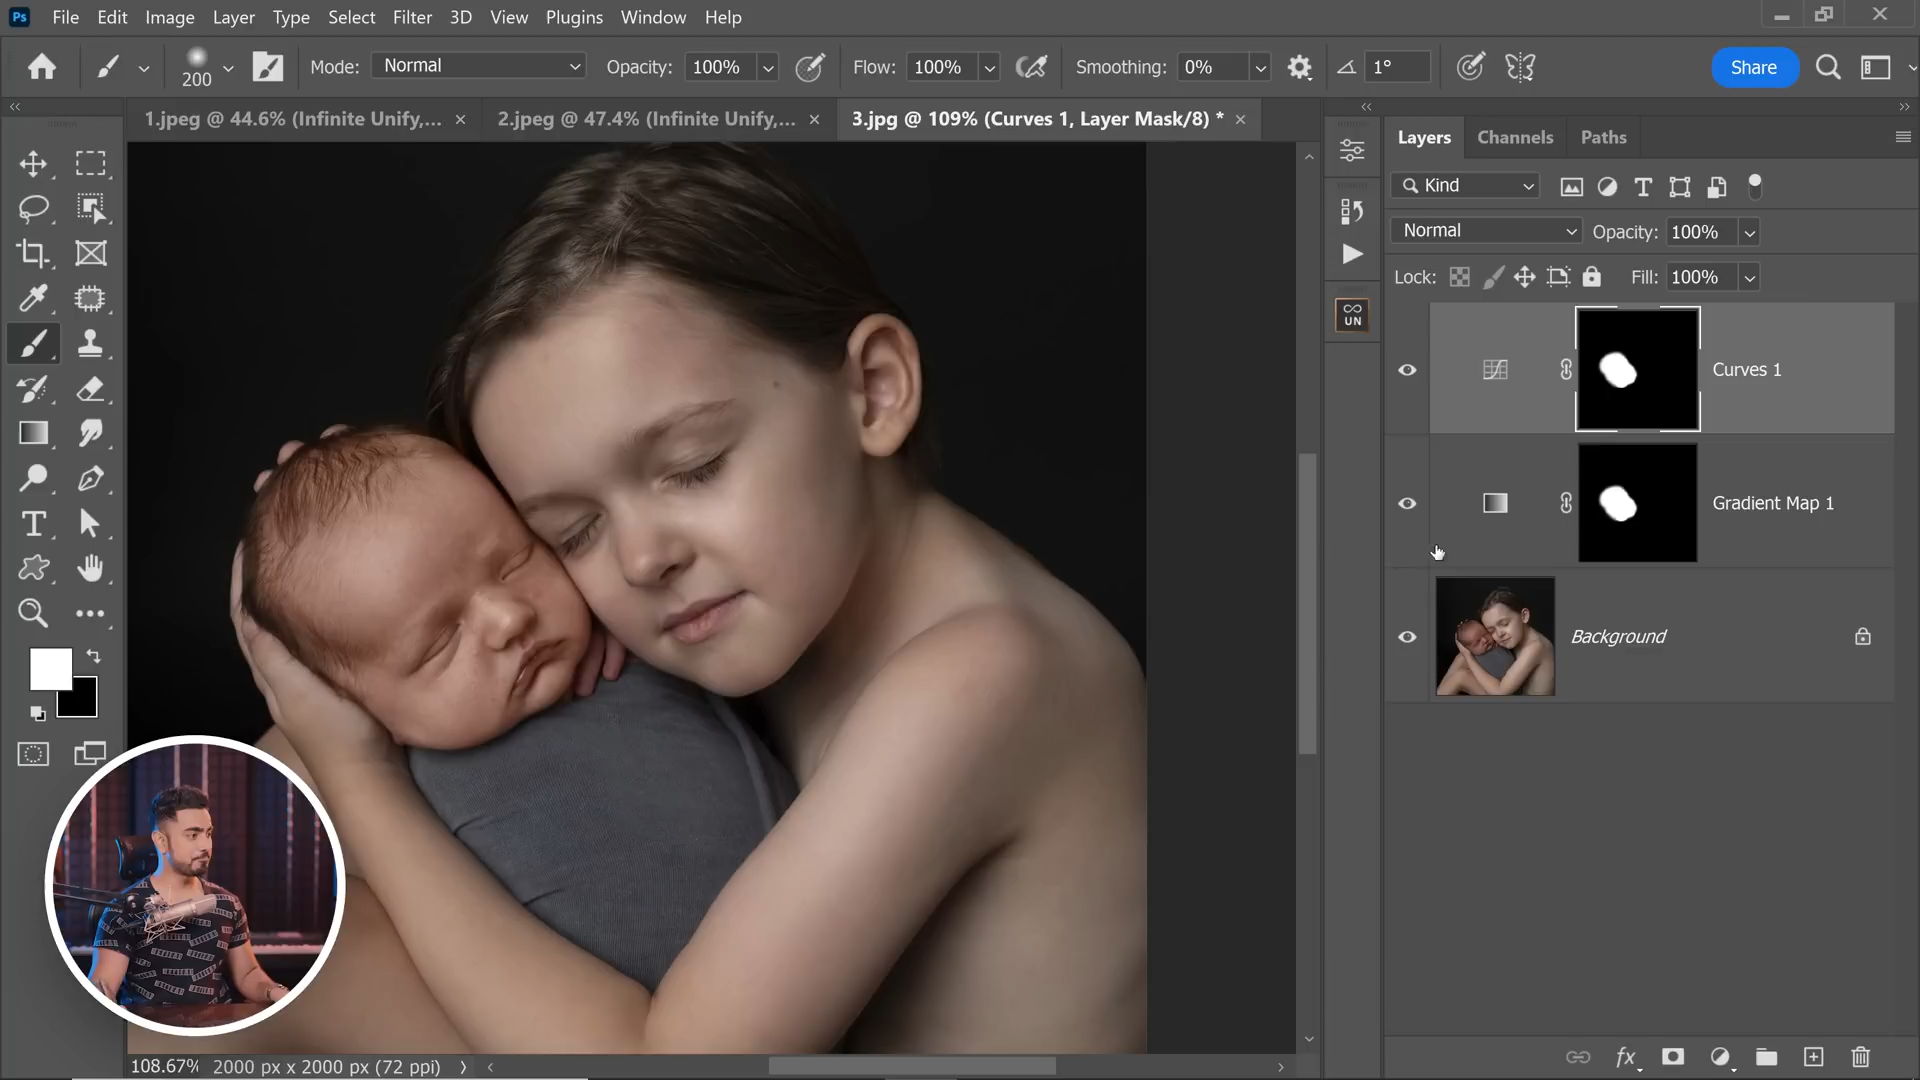 Ps File Edit Image Layer Type Select Filter 3D View Plugins Window Help
200 Mode: Normal Opacity: 100% Flow: 100% Smoothing: 0% 1° Share
1.jpeg @ 44.6% (Infinite Unify,... × 2.jpeg @ 47.4% (Infinite Unify,... × 3.jpg @ 109% (Curves 1, Layer Mask/8) * ×
Layers Channels Paths
Kind
Normal Opacity: 100%
Lock: Fill: 100%
UN
Curves 1
Gradient Map 1
Background
108.67% 2000 px x 2000 px (72 ppi)
fx